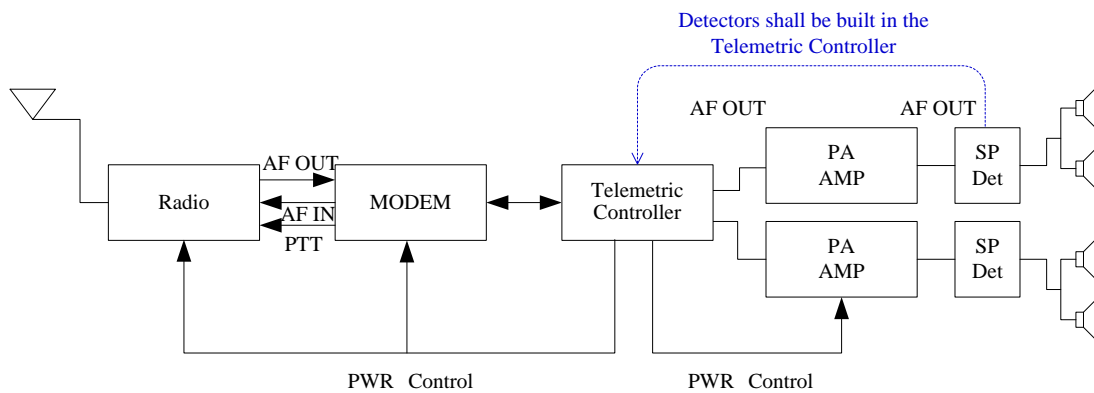 Detectors shall be built in the
Telemetric Controller
AF OUT
AF OUT
AF OUT
PA
AMP
SP
Det
Radio
MODEM
Telemetric
Controller
AF IN
PTT
PA
AMP
SP
Det
PWR Control
PWR Control